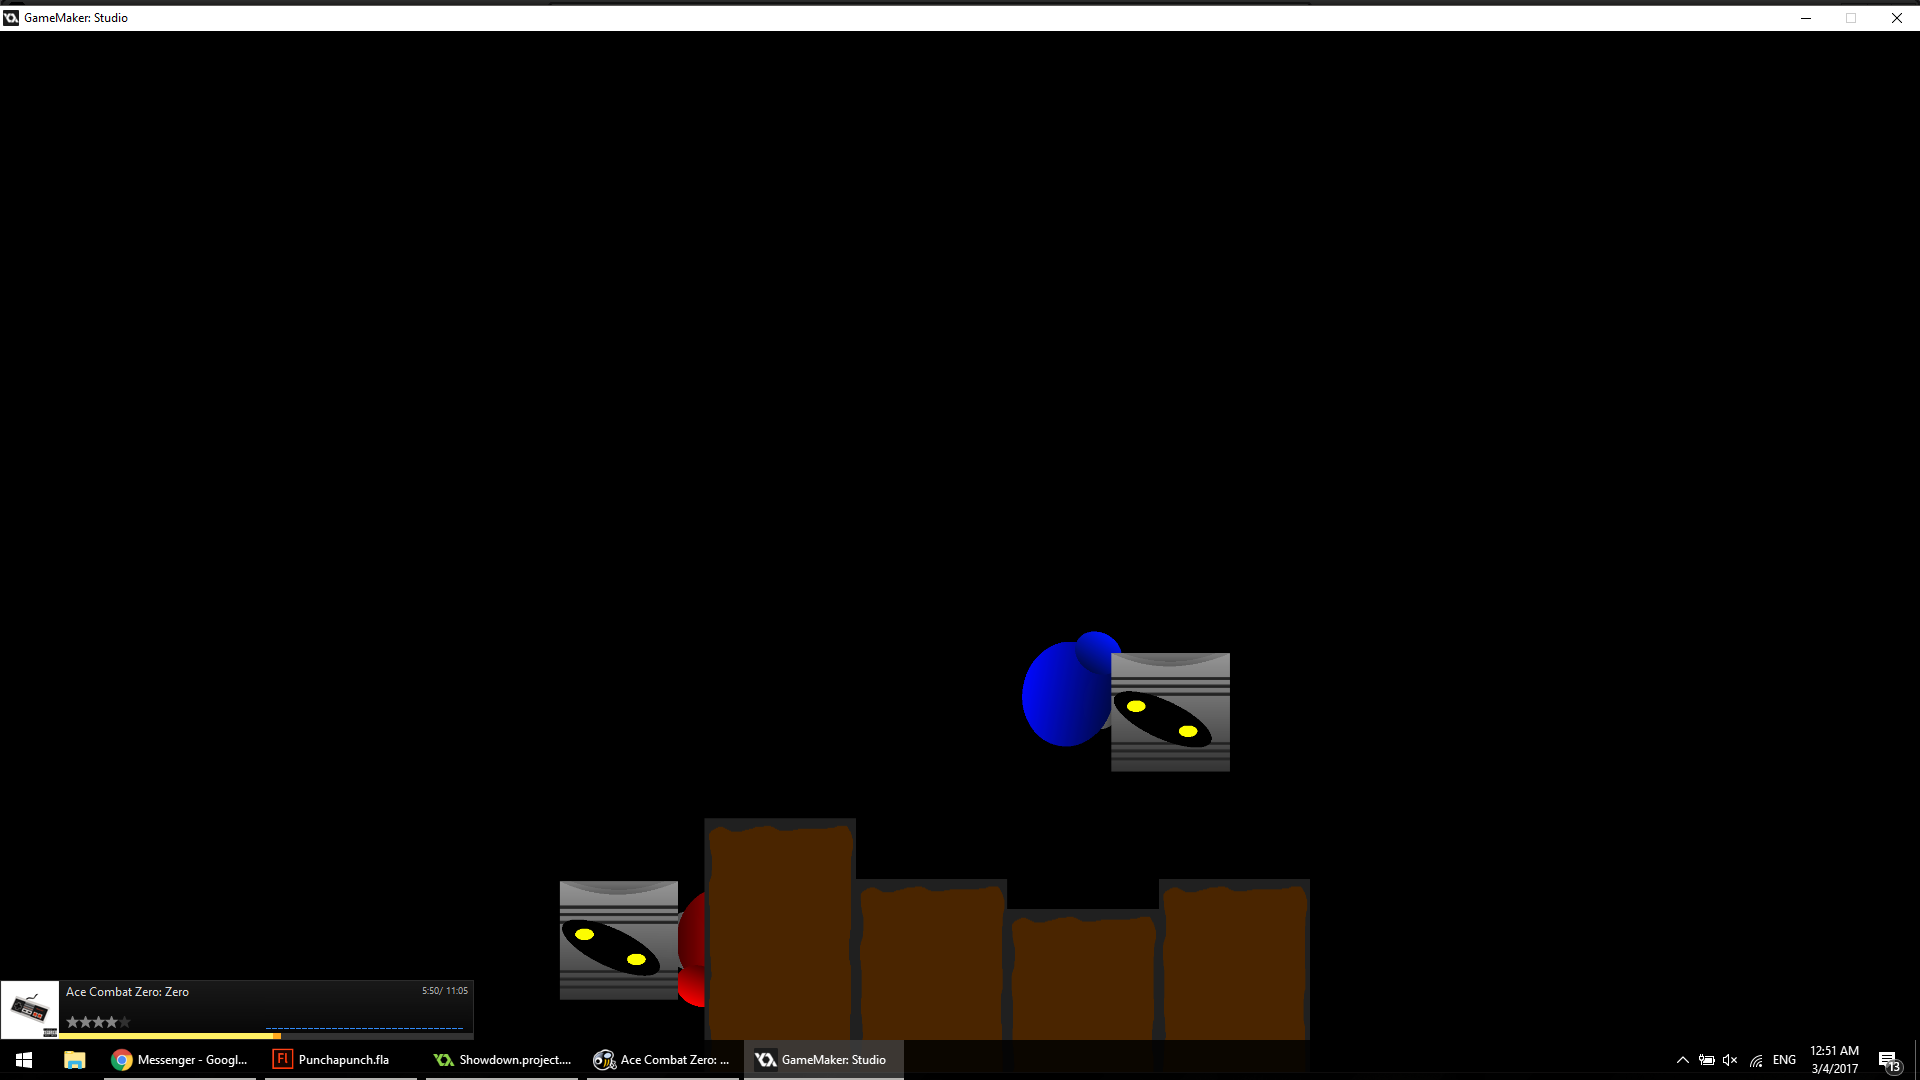 GameMaker: Studio
Ace Combat Zero: Zero
5:50/ 11:05
Messenger - Googl...
Fl
Punchapunch.fla
Showdown.project....
Ace Combat Zero: ...
GameMaker: Studio
ENG
12:51 AM
3/4/2017
13